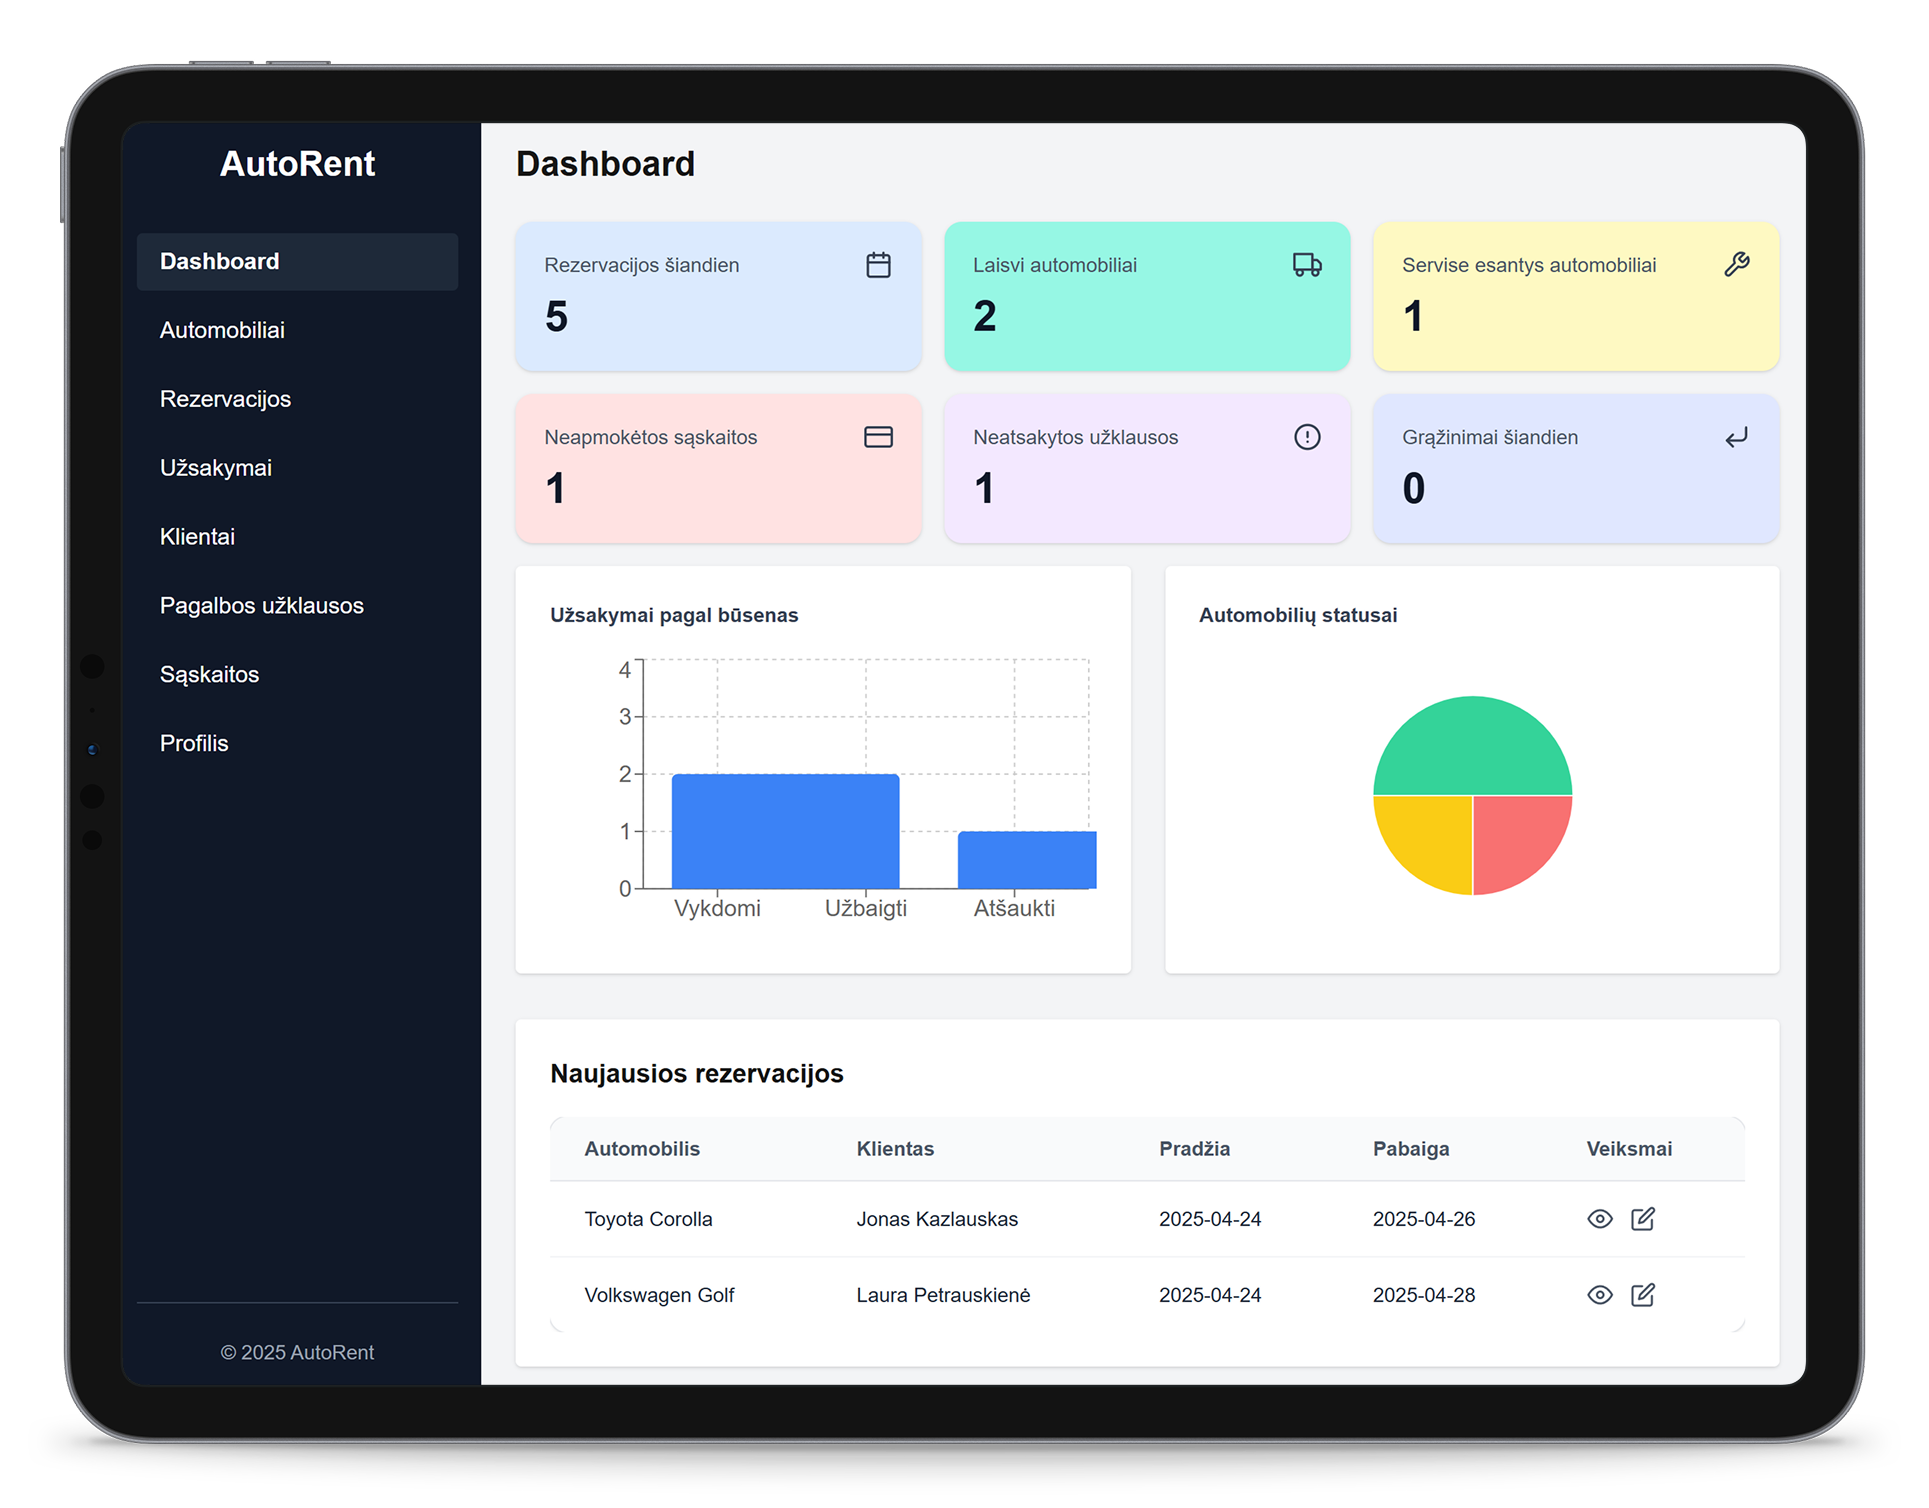 AutoRent
Dashboard
Automobiliai
Rezervacijos
Užsakymai
Klientai
Pagalbos užklausos
Sąskaitos
Profilis
© 2025 AutoRent
Dashboard
Rezervacijos šiandien
5
Laisvi automobiliai
2
Servise esantys automobiliai
1
Neapmokėtos sąskaitos
1
Neatsakytos užklausos
1
Grąžinimai šiandien
0
Užsakymai pagal būsenas
4
3
2
1
0
Vykdomi Užbaigti Atšaukti
Automobilių statusai
Naujausios rezervacijos
Automobilis Klientas Pradžia Pabaiga Veiksmai
Toyota Corolla Jonas Kazlauskas 2025-04-24 2025-04-26
Volkswagen Golf Laura Petrauskienė 2025-04-24 2025-04-28